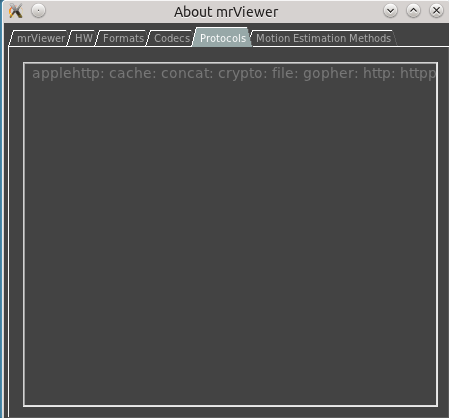 About mrViewer
mrViewer HW Formats Codecs Protocols Motion Estimation Methods
applehttp: cache: concat: crypto: file: gopher: http: httpp